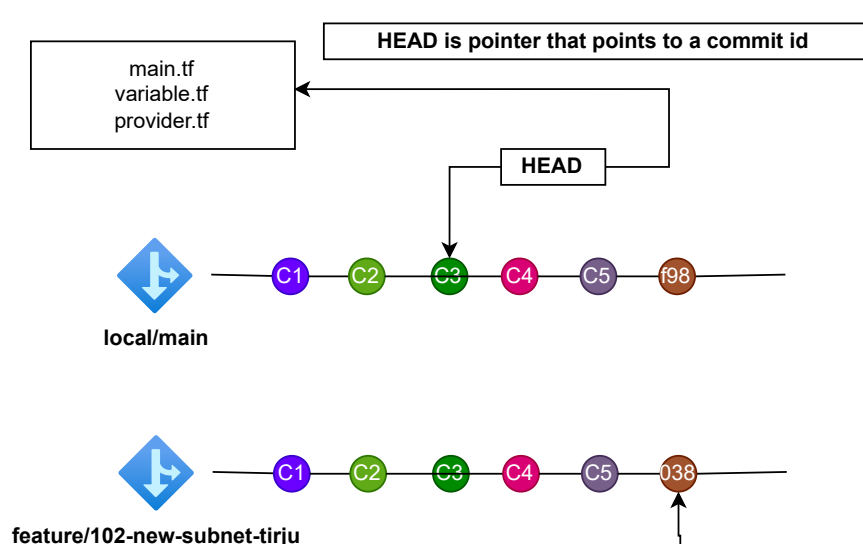 HEAD is pointer that points to a commit id
main.tf
variable.tf
provider.tf
HEAD
C1 C2 C3 C4 C5 f98
local/main
C1 C2 C3 C4 C5 038
feature/102-new-subnet-tirju